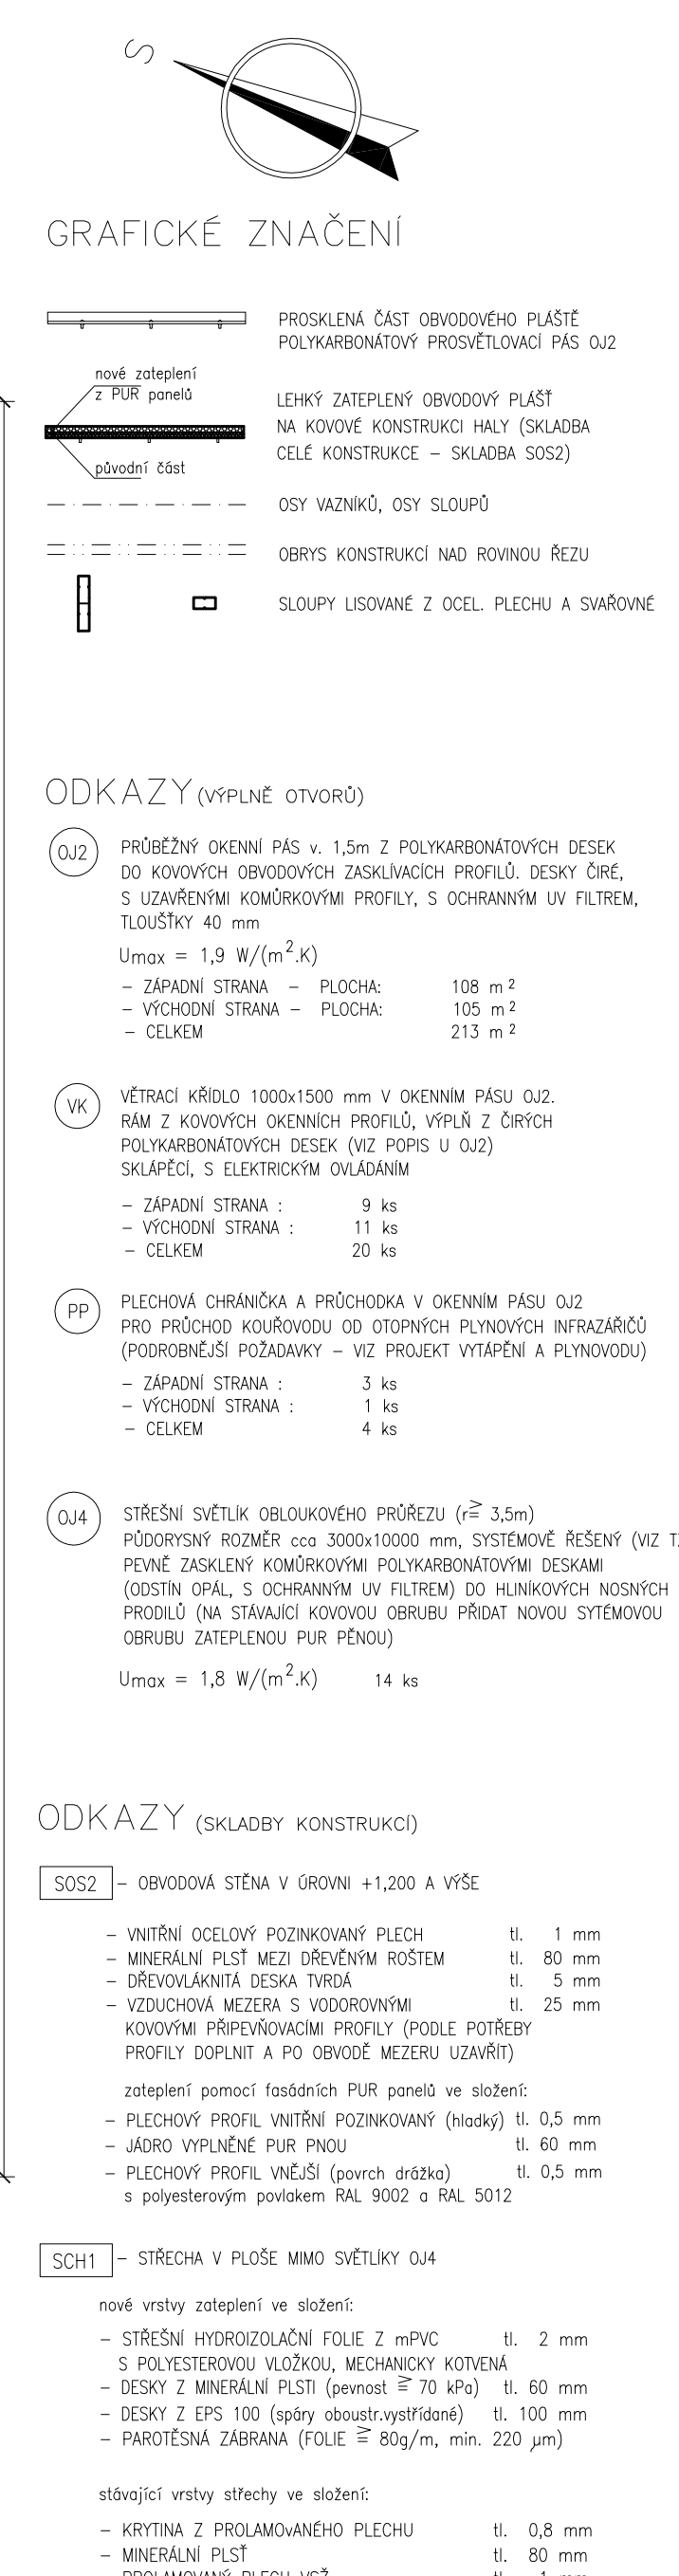 S
GRAFICKÉ ZNAČENÍ
PROSKLENÁ ČÁST OBVODOVÉHO PLÁŠTĚ
POLYKARBONÁTOVÝ PROSVĚTLOVACÍ PÁS OJ2
nové zateplení
z PUR panelů
původní část
LEHKÝ ZATEPLENÝ OBVODOVÝ PLÁŠŤ
NA KOVOVÉ KONSTRUKCI HALY (SKLADBA
CELÉ KONSTRUKCE – SKLADBA SOS2)
OSY VAZNÍKŮ, OSY SLOUPŮ
OBRYS KONSTRUKCÍ NAD ROVINOU ŘEZU
SLOUPY LISOVANÉ Z OCEL. PLECHU A SVAŘOVNÉ
ODKAZY (VÝPLNĚ OTVORŮ)
OJ2 PRŮBĚŽNÝ OKENNÍ PÁS v. 1,5m Z POLYKARBONÁTOVÝCH DESEK
DO KOVOVÝCH OBVODOVÝCH ZASKLÍVACÍCH PROFILŮ. DESKY ČIRÉ,
S UZAVŘENÝMI KOMŮRKOVÝMI PROFILY, S OCHRANNÝM UV FILTREM,
TLOUŠŤKY 40 mm
Umax = 1,9 W/(m².K)
– ZÁPADNÍ STRANA – PLOCHA: 108 m²
– VÝCHODNÍ STRANA – PLOCHA: 105 m²
– CELKEM 213 m²
VK VĚTRACÍ KŘÍDLO 1000x1500 mm V OKENNÍM PÁSU OJ2.
RÁM Z KOVOVÝCH OKENNÍCH PROFILŮ, VÝPLŇ Z ČIRÝCH
POLYKARBONÁTOVÝCH DESEK (VIZ POPIS U OJ2)
SKLÁPĚCÍ, S ELEKTRICKÝM OVLÁDÁNÍM
– ZÁPADNÍ STRANA : 9 ks
– VÝCHODNÍ STRANA : 11 ks
– CELKEM 20 ks
PP PLECHOVÁ CHRÁNIČKA A PRŮCHODKA V OKENNÍM PÁSU OJ2
PRO PRŮCHOD KOUŘOVODU OD OTOPNÝCH PLYNOVÝCH INFRAZÁŘIČŮ
(PODROBNĚJŠÍ POŽADAVKY – VIZ PROJEKT VYTÁPĚNÍ A PLYNOVODU)
– ZÁPADNÍ STRANA : 3 ks
– VÝCHODNÍ STRANA : 1 ks
– CELKEM 4 ks
OJ4 STŘEŠNÍ SVĚTLÍK OBLOUKOVÉHO PRŮŘEZU (r≧ 3,5m)
PŮDORYSNÝ ROZMĚR cca 3000x10000 mm, SYSTÉMOVĚ ŘEŠENÝ (VIZ
PEVNĚ ZASKLENÝ KOMŮRKOVÝMI POLYKARBONÁTOVÝMI DESKAMI
(ODSTÍN OPÁL, S OCHRANNÝM UV FILTREM) DO HLINÍKOVÝCH NOSNÝCH
PRODILŮ (NA STÁVAJÍCÍ KOVOVOU OBRUBU PŘIDAT NOVOU SYTÉMOVOU
OBRUBU ZATEPLENOU PUR PĚNOU)
Umax = 1,8 W/(m².K) 14 ks
ODKAZY (SKLADBY KONSTRUKCÍ)
SOS2 – OBVODOVÁ STĚNA V ÚROVNI +1,200 A VÝŠE
– VNITŘNÍ OCELOVÝ POZINKOVANÝ PLECH tl. 1 mm
– MINERÁLNÍ PLSŤ MEZI DŘEVĚNÝM ROŠTEM tl. 80 mm
– DŘEVOVLÁKNITÁ DESKA TVRDÁ tl. 5 mm
– VZDUCHOVÁ MEZERA S VODOROVNÝMI tl. 25 mm
KOVOVÝMI PŘIPEVŇOVACÍMI PROFILY (PODLE POTŘEBY
PROFILY DOPLNIT A PO OBVODĚ MEZERU UZAVŘÍT)
zateplení pomocí fasádních PUR panelů ve složení:
– PLECHOVÝ PROFIL VNITŘNÍ POZINKOVANÝ (hladký) tl. 0,5 mm
– JÁDRO VYPLNĚNÉ PUR PNOU tl. 60 mm
– PLECHOVÝ PROFIL VNĚJŠÍ (povrch drážka) tl. 0,5 mm
s polyesterovým povlakem RAL 9002 a RAL 5012
SCH1 – STŘECHA V PLOŠE MIMO SVĚTLÍKY OJ4
nové vrstvy zateplení ve složení:
– STŘEŠNÍ HYDROIZOLAČNÍ FOLIE Z mPVC tl. 2 mm
S POLYESTEROVOU VLOŽKOU, MECHANICKY KOTVENÁ
– DESKY Z MINERÁLNÍ PLSTI (pevnost ≧ 70 kPa) tl. 60 mm
– DESKY Z EPS 100 (spáry oboustr.vystřídané) tl. 100 mm
– PAROTĚSNÁ ZÁBRANA (FOLIE ≧ 80g/m, min. 220 μm)
stávající vrstvy střechy ve složení:
– KRYTINA Z PROLAMOvANÉHO PLECHU tl. 0,8 mm
– MINERÁLNÍ PLSŤ tl. 80 mm
– PROLAMOVANÝ PLECH VSŽ tl. 1 mm